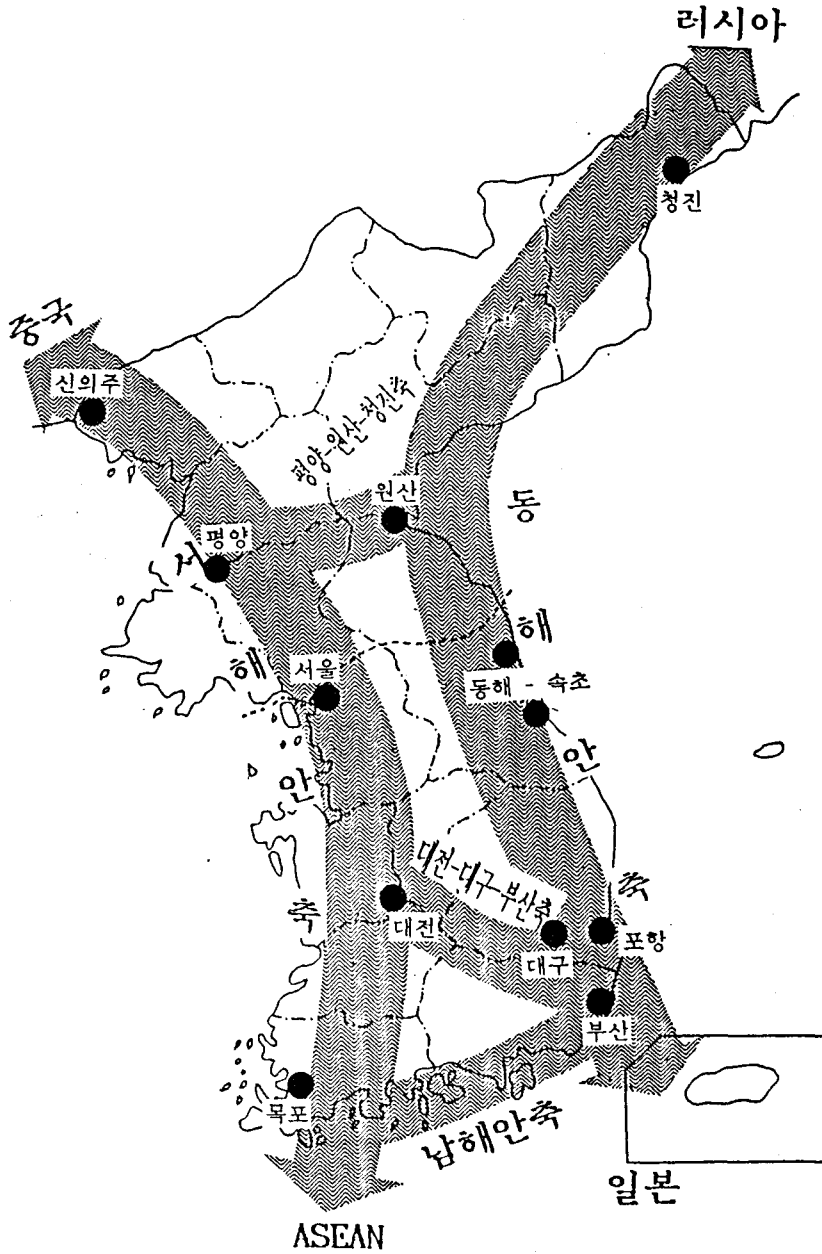 러시아
청진
중국
신의주
평양-원산-청진축
원산
평양
서해안축
동해안축
서울
동해 - 속초
대전-대구-부산축
대전
대구
포항
부산
목포
남해안축
일본
ASEAN